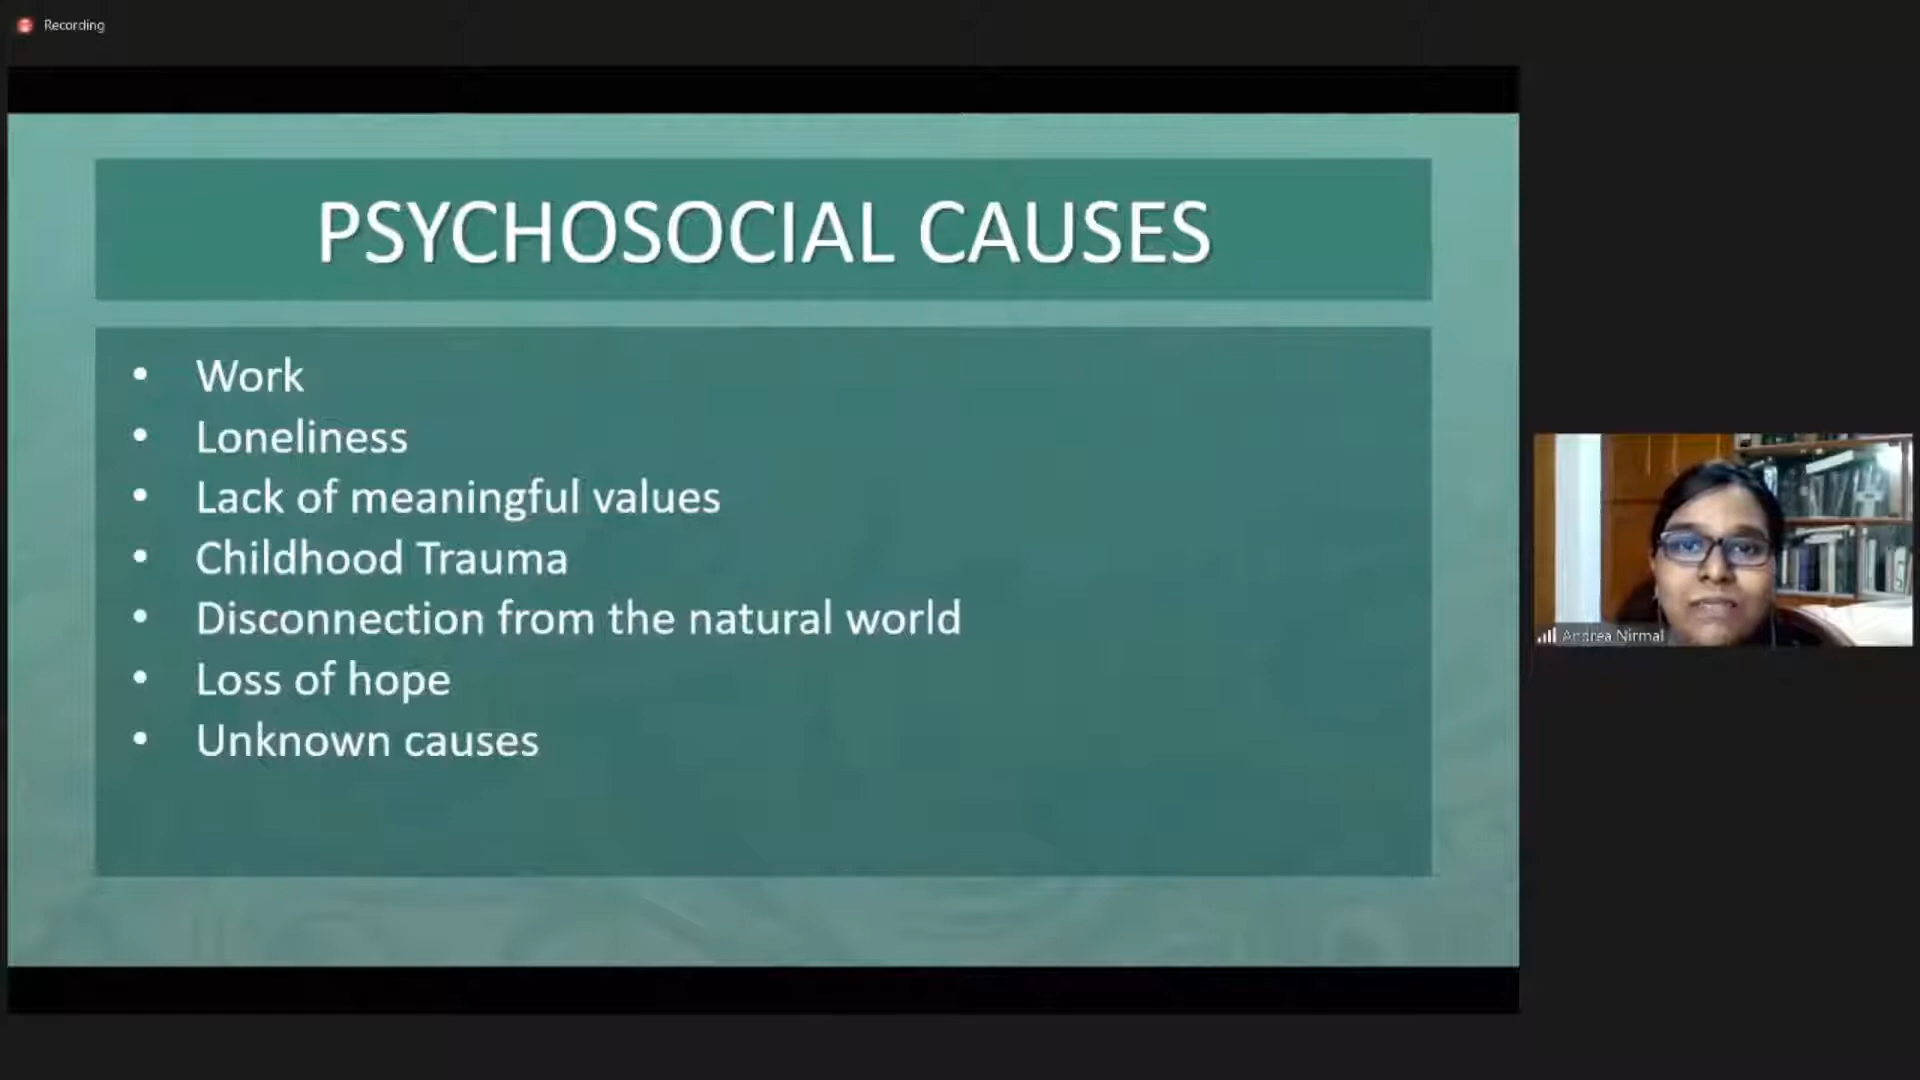 Recording
PSYCHOSOCIAL CAUSES
• Work
• Loneliness
• Lack of meaningful values
• Childhood Trauma
• Disconnection from the natural world
• Loss of hope
• Unknown causes
Andrea Nirmal